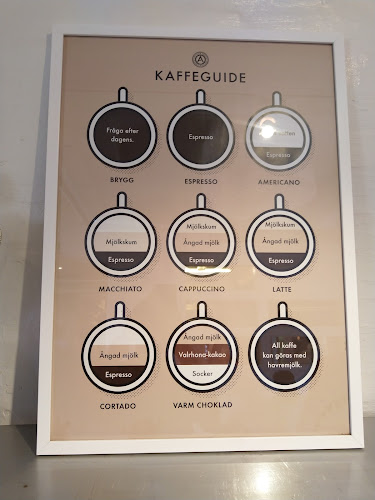 KAFFEGUIDE
Fråga efter
dagens.
BRYGG
Espresso
ESPRESSO
Espresso
AMERICANO
Mjölkskum
Espresso
MACCHIATO
Mjölkskum
Ångad mjölk
Espresso
CAPPUCCINO
Mjölkskum
Ångad mjölk
Espresso
LATTE
Ångad mjölk
Espresso
CORTADO
Ångad mjölk
Valrhona-kakao
Socker
VARM CHOKLAD
All kaffe
kan göras med
havremjölk.